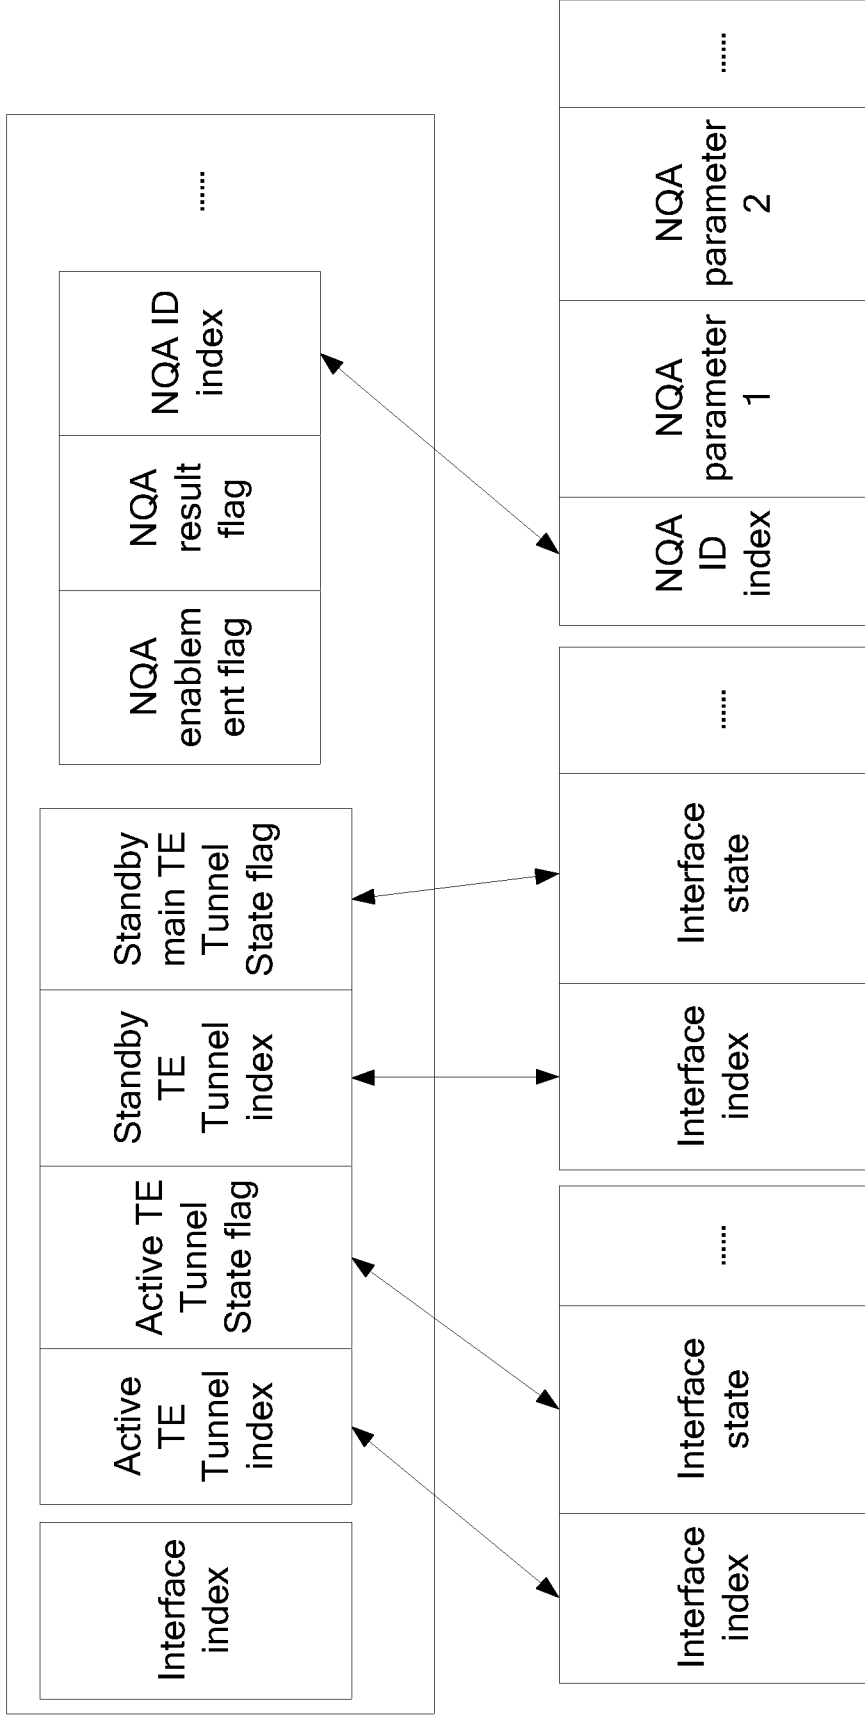 Interface
index
Active
TE
Tunnel
index
Active TE
Tunnel
State flag
Standby
TE
Tunnel
index
Standby
main TE
Tunnel
State flag
NQA
enablem
ent flag
NQA
result
flag
NQA ID
index
......
Interface
index
Interface
state
......
Interface
index
Interface
state
......
NQA
ID
index
NQA
parameter
1
NQA
parameter
2
......